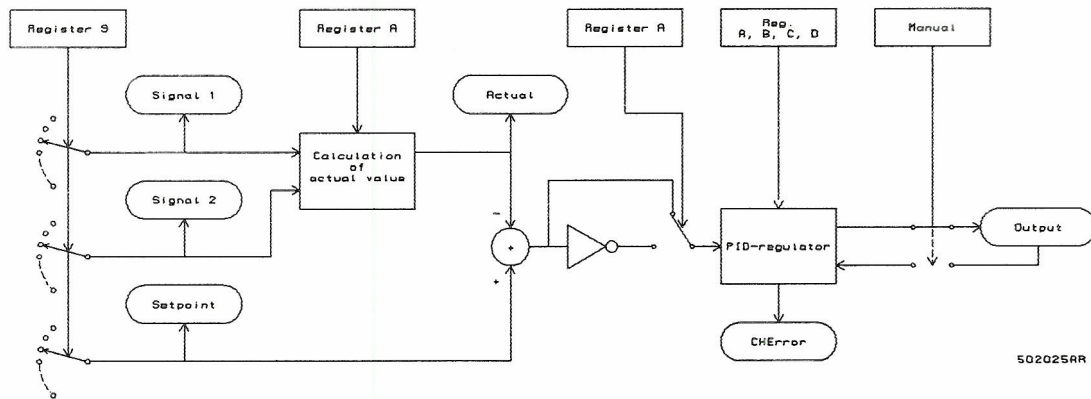 Register 9
Register A
Register A
Reg.
A, B, C, D
Manual
Signal 1
Actual
Calculation
of
actual value
Signal 2
-
+
+
PID-regulator
Output
Setpoint
CHError
502025AR